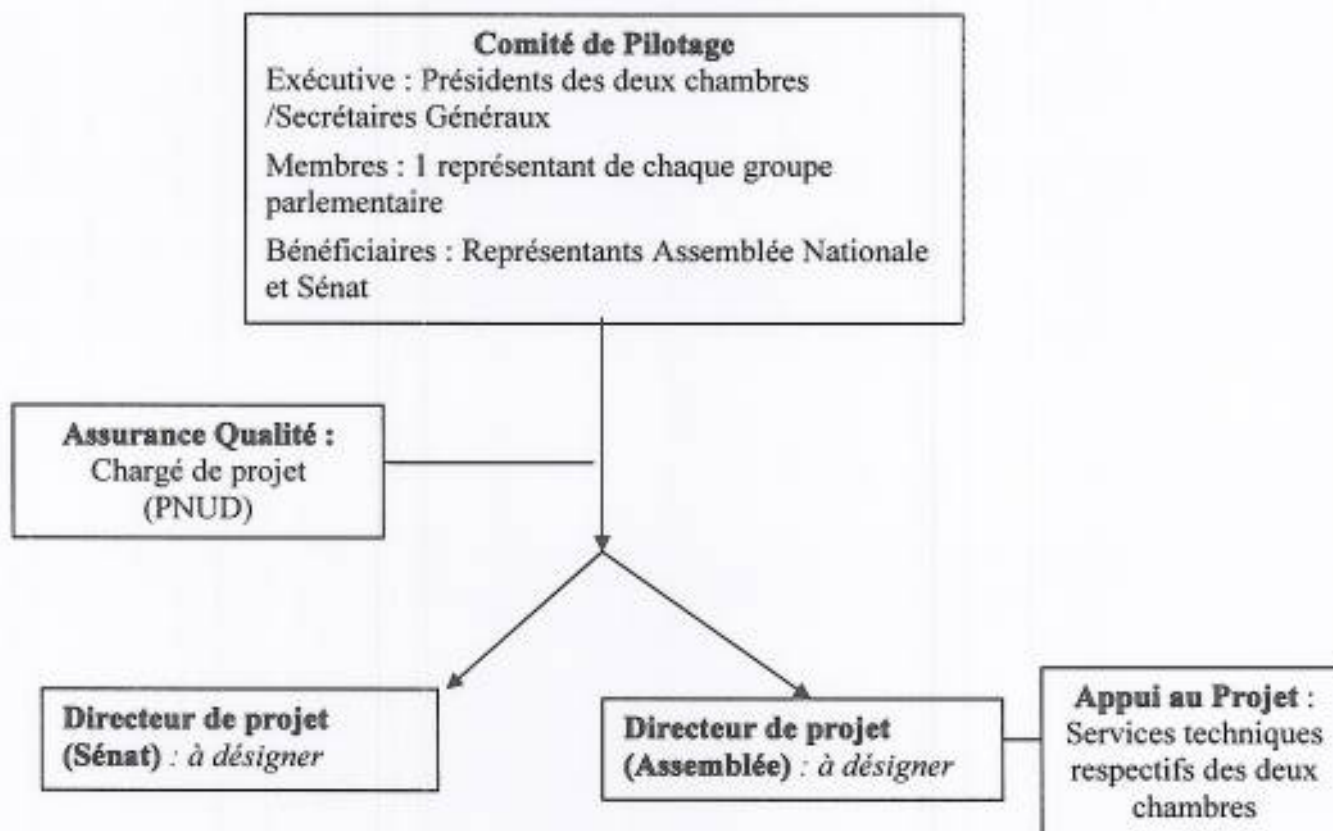 Comité de Pilotage
Exécutive : Présidents des deux chambres
/Secrétaires Généraux
Membres : 1 représentant de chaque groupe
parlementaire
Bénéficiaires : Représentants Assemblée Nationale
et Sénat
Assurance Qualité :
Chargé de projet
(PNUD)
Directeur de projet
(Sénat) : à désigner
Directeur de projet
(Assemblée) : à désigner
Appui au Projet :
Services techniques
respectifs des deux
chambres